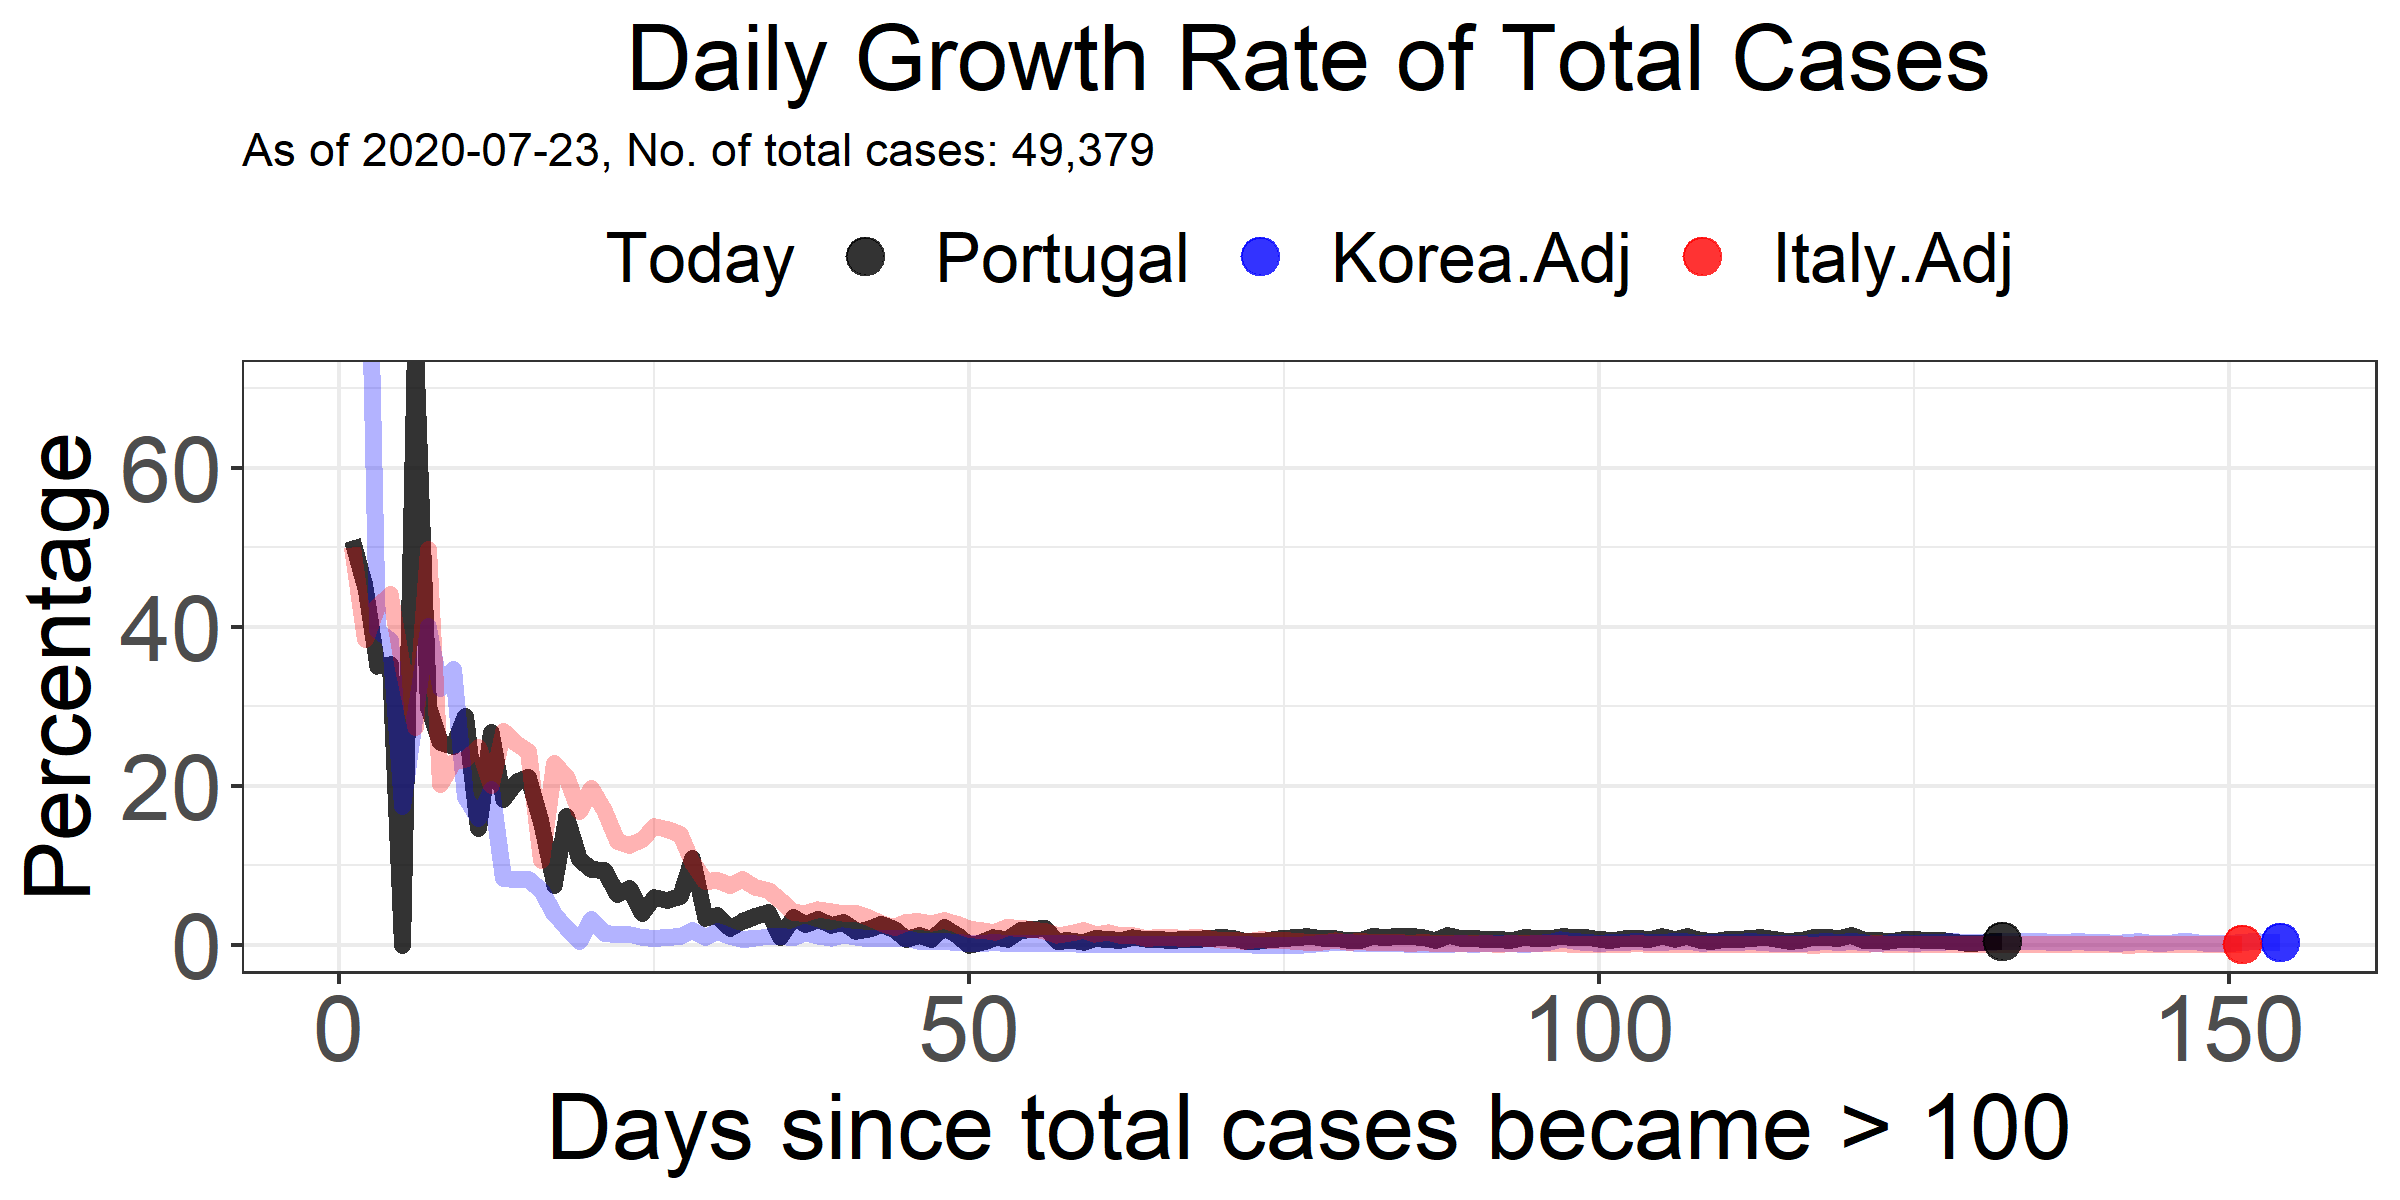 Daily Growth Rate of Total Cases
As of 2020-07-23, No. of total cases: 49,379
Today Portugal Korea.Adj Italy.Adj
Percentage
60
40
20
0
0 50 100 150
Days since total cases became > 100